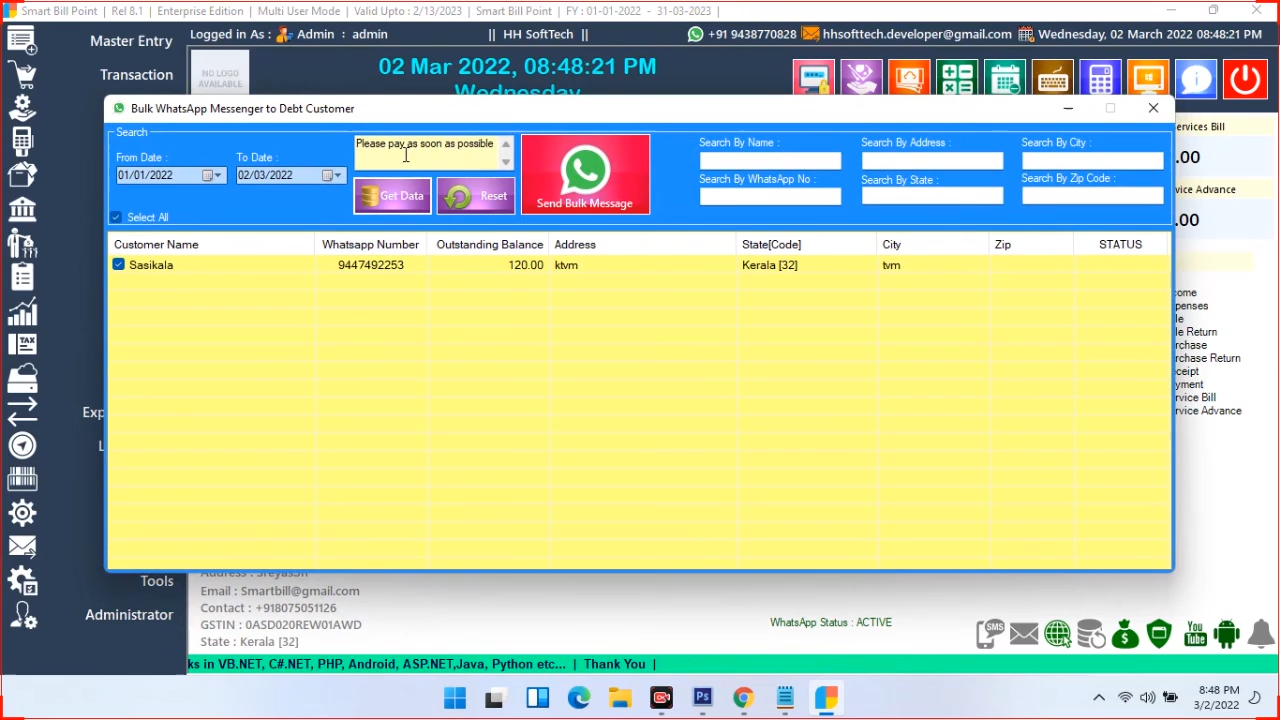 Smart Bill Point | Rel 8.1 | Enterprise Edition | Multi User Mode | Valid Upto : 2/13/2023 | Smart Bill Point | FY : 01-01-2022 - 31-03-2023 |
Master Entry
Logged in As : Admin : admin
|| HH SoftTech ||
+91 9438770828
hhsofttech.developer@gmail.com
Wednesday, 02 March 2022 08:48:21 PM
Transaction
NO LOGO
AVAILABLE
02 Mar 2022, 08:48:21 PM
Wednesday
Bulk WhatsApp Messenger to Debt Customer
Search
From Date :
01/01/2022
To Date :
02/03/2022
Please pay as soon as possible
Get Data
Reset
Send Bulk Message
Search By Name :
Search By Address :
Search By City :
Search By WhatsApp No :
Search By State :
Search By Zip Code :
Select All
Customer Name Whatsapp Number Outstanding Balance Address State[Code] City Zip STATUS
Sasikala 9447492253 120.00 ktvm Kerala [32] tvm
ervices Bill
.00
vice Advance
.00
ome
penses
le
le Return
rchase
rchase Return
ceipt
yment
rvice Bill
rvice Advance
TAX
Exp
L
Tools
Administrator
Email : Smartbill@gmail.com
Contact : +918075051126
GSTIN : 0ASD020REW01AWD
State : Kerala [32]
WhatsApp Status : ACTIVE
SMS
You
Tube
ks in VB.NET, C#.NET, PHP, Android, ASP.NET,Java, Python etc... | Thank You |
Ps
8:48 PM
3/2/2022